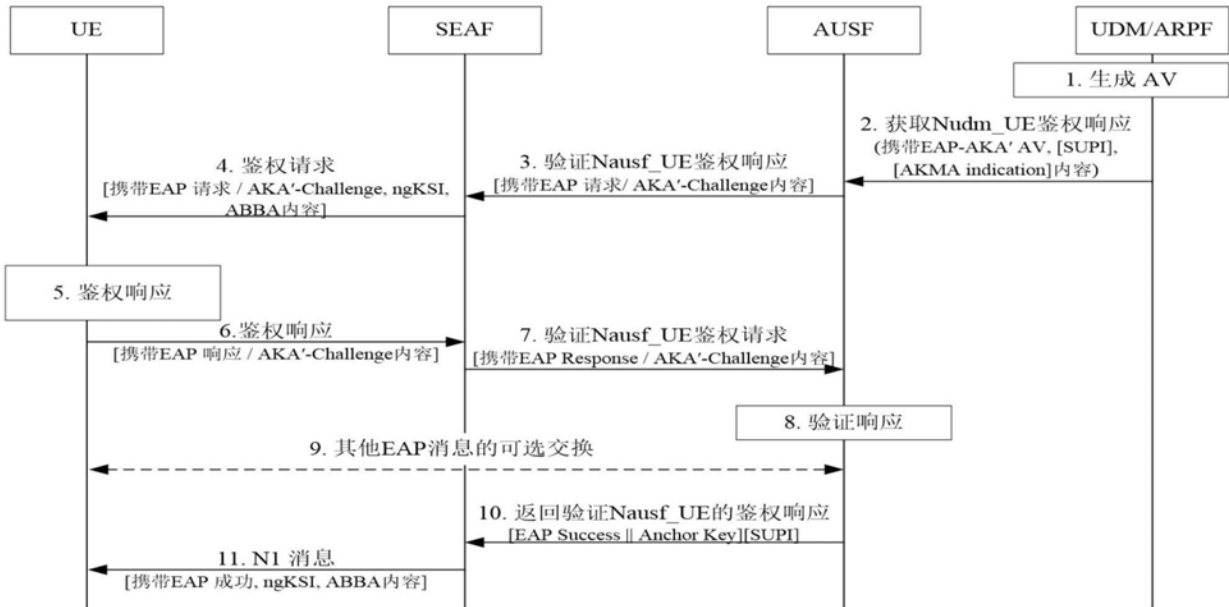 UE
SEAF
AUSF
UDM/ARPF
1. 生成 AV
2. 获取Nudm_UE鉴权响应
(携带EAP-AKA′ AV, [SUPI],
[AKMA indication]内容)
3. 验证Nausf_UE鉴权响应
[携带EAP 请求/ AKA′-Challenge内容]
4. 鉴权请求
[携带EAP 请求 / AKA′-Challenge, ngKSI,
ABBA内容]
5. 鉴权响应
6.鉴权响应
[携带EAP 响应 / AKA′-Challenge内容]
7. 验证Nausf_UE鉴权请求
[携带EAP Response / AKA′-Challenge内容]
8. 验证响应
9. 其他EAP消息的可选交换
10. 返回验证Nausf_UE的鉴权响应
[EAP Success || Anchor Key][SUPI]
11. N1 消息
[携带EAP 成功, ngKSI, ABBA内容]